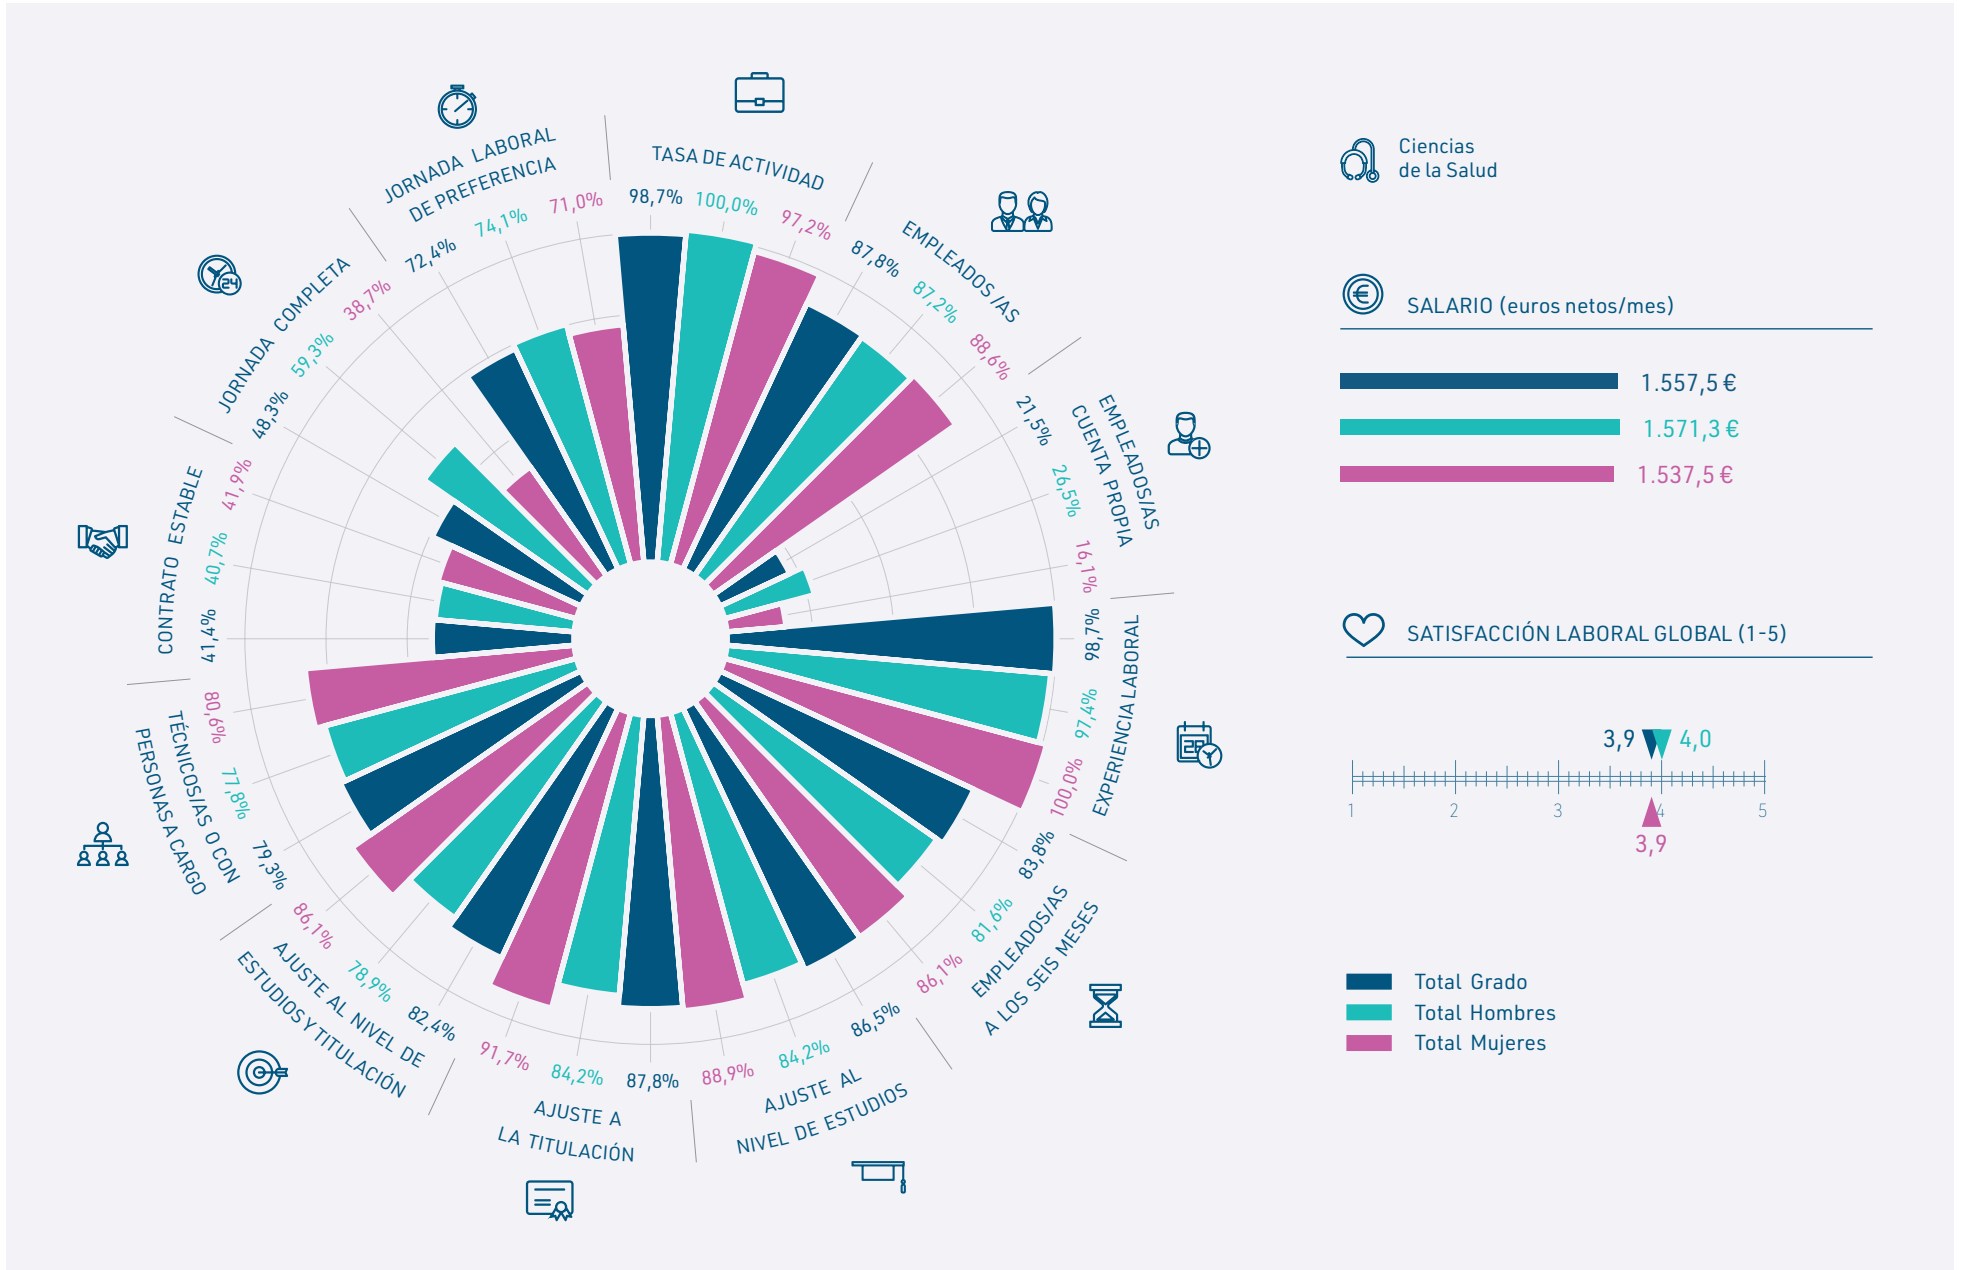 TASA DE ACTIVIDAD
98,7%
100,0%
97,2%
EMPLEADOS /AS
87,8%
87,2%
88,6%
EMPLEADOS/AS
CUENTA PROPIA
21,5%
26,5%
16,1%
EXPERIENCIA LABORAL
98,7%
97,4%
100,0%
EMPLEADOS/AS
A LOS SEIS MESES
83,8%
81,6%
86,1%
AJUSTE AL
NIVEL DE ESTUDIOS
86,5%
84,2%
88,9%
AJUSTE A
LA TITULACIÓN
87,8%
84,2%
91,7%
AJUSTE AL NIVEL DE
ESTUDIOS Y TITULACIÓN
82,4%
78,9%
86,1%
TÉCNICOS/AS O CON
PERSONAS A CARGO
79,3%
77,8%
80,6%
CONTRATO ESTABLE
41,4%
40,7%
41,9%
JORNADA COMPLETA
48,3%
59,3%
38,7%
24
JORNADA LABORAL
DE PREFERENCIA
72,4%
74,1%
71,0%
Ciencias
de la Salud
€
SALARIO (euros netos/mes)
1.557,5 €
1.571,3 €
1.537,5 €
SATISFACCIÓN LABORAL GLOBAL (1-5)
3,9
4,0
1
2
3
4
5
3,9
Total Grado
Total Hombres
Total Mujeres